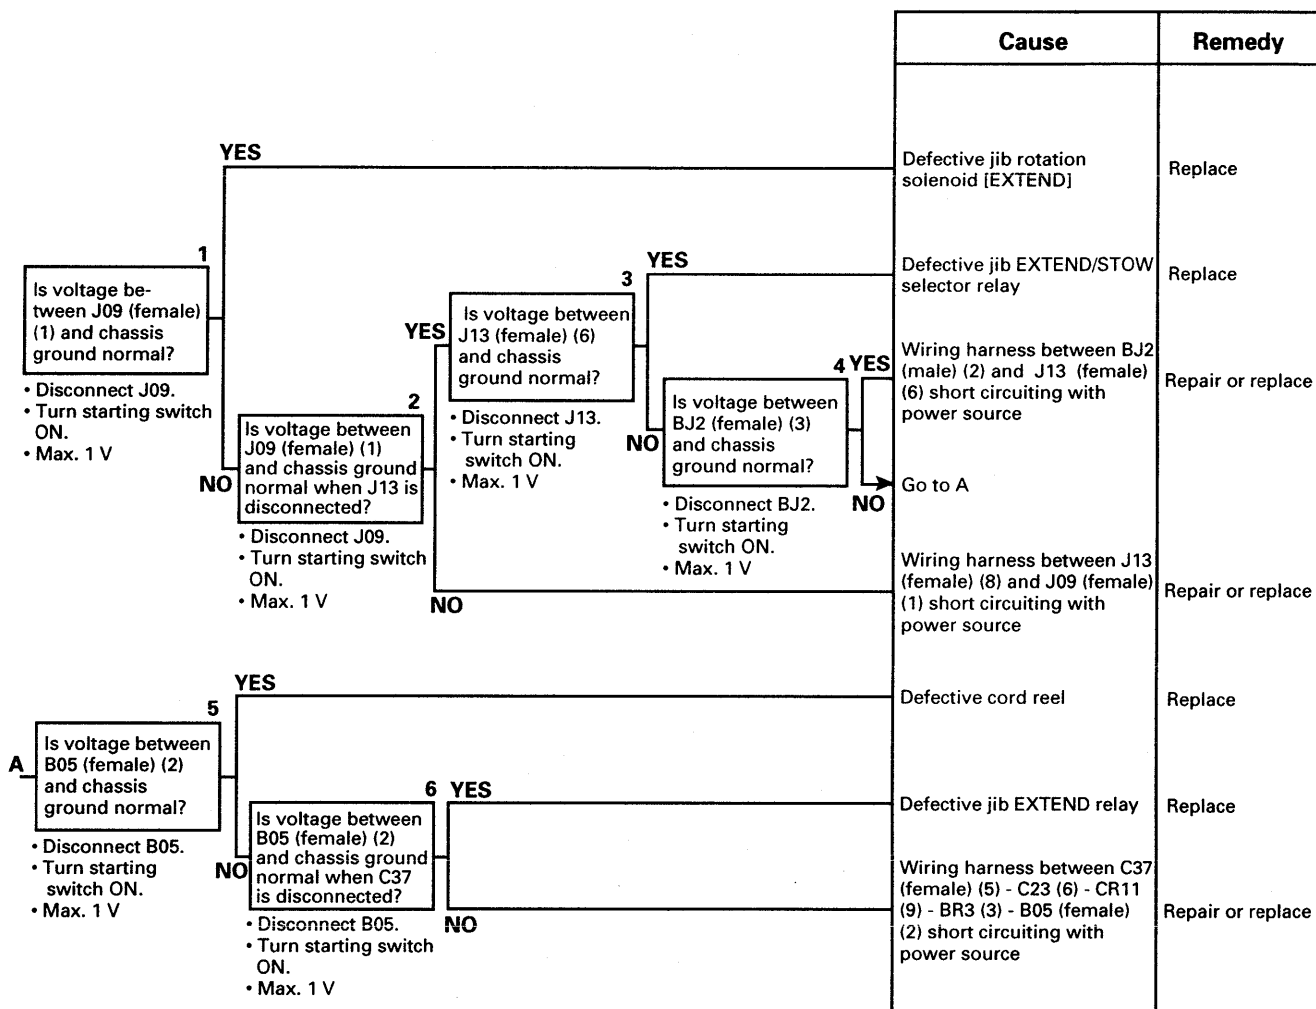 Cause
Remedy
YES
Defective jib rotation
solenoid [EXTEND]
Replace
1
Is voltage be-
tween J09 (female)
(1) and chassis
ground normal?
• Disconnect J09.
• Turn starting switch
ON.
• Max. 1 V
NO
2
Is voltage between
J09 (female) (1)
and chassis ground
normal when J13 is
disconnected?
• Disconnect J09.
• Turn starting switch
ON.
• Max. 1 V
YES
3
Is voltage between
J13 (female) (6)
and chassis
ground normal?
• Disconnect J13.
• Turn starting
switch ON.
• Max. 1 V
YES
Defective jib EXTEND/STOW
selector relay
Replace
NO
4
Is voltage between
BJ2 (female) (3)
and chassis
ground normal?
• Disconnect BJ2.
• Turn starting
switch ON.
• Max. 1 V
YES
Wiring harness between BJ2
(male) (2) and J13 (female)
(6) short circuiting with
power source
Repair or replace
NO
Go to A
NO
Wiring harness between J13
(female) (8) and J09 (female)
(1) short circuiting with
power source
Repair or replace
A
5
Is voltage between
B05 (female) (2)
and chassis
ground normal?
• Disconnect B05.
• Turn starting
switch ON.
• Max. 1 V
YES
Defective cord reel
Replace
NO
6
Is voltage between
B05 (female) (2)
and chassis ground
normal when C37
is disconnected?
• Disconnect B05.
• Turn starting switch
ON.
• Max. 1 V
YES
Defective jib EXTEND relay
Replace
NO
Wiring harness between C37
(female) (5) - C23 (6) - CR11
(9) - BR3 (3) - B05 (female)
(2) short circuiting with
power source
Repair or replace